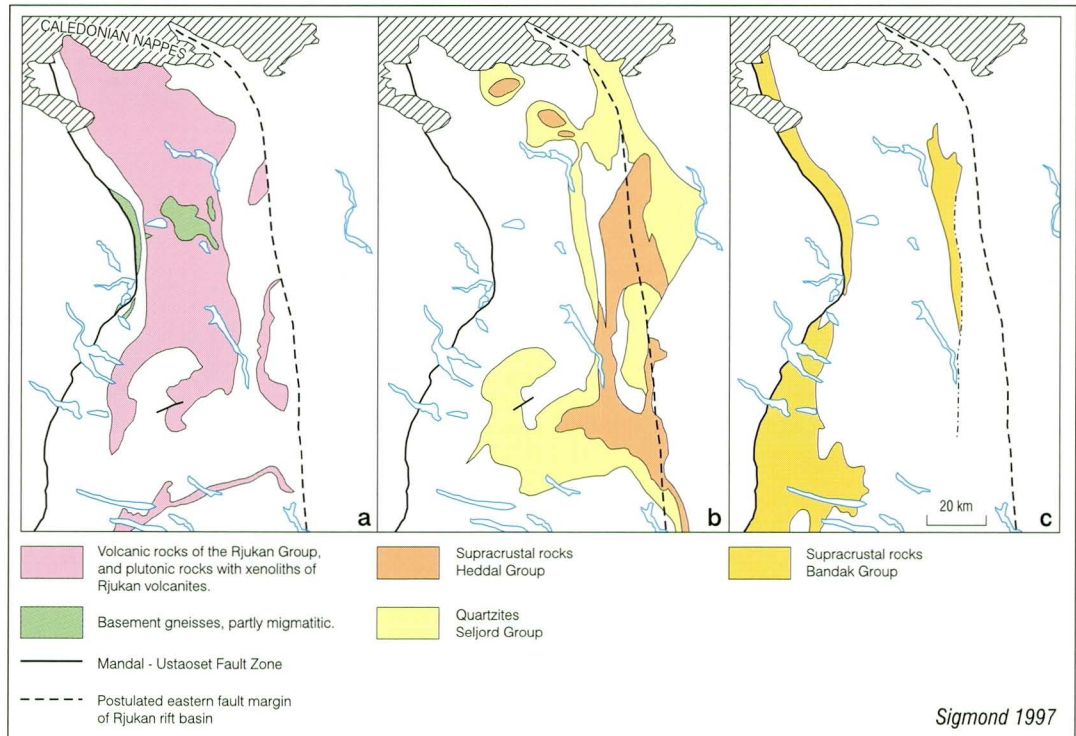 CALEDONIAN NAPPES
a
b
c
20 km
Volcanic rocks of the Rjukan Group,
and plutonic rocks with xenoliths of
Rjukan volcanites.
Basement gneisses, partly migmatitic.
Mandal - Ustaoset Fault Zone
Postulated eastern fault margin
of Rjukan rift basin
Supracrustal rocks
Heddal Group
Quartzites
Seljord Group
Supracrustal rocks
Bandak Group
Sigmond 1997